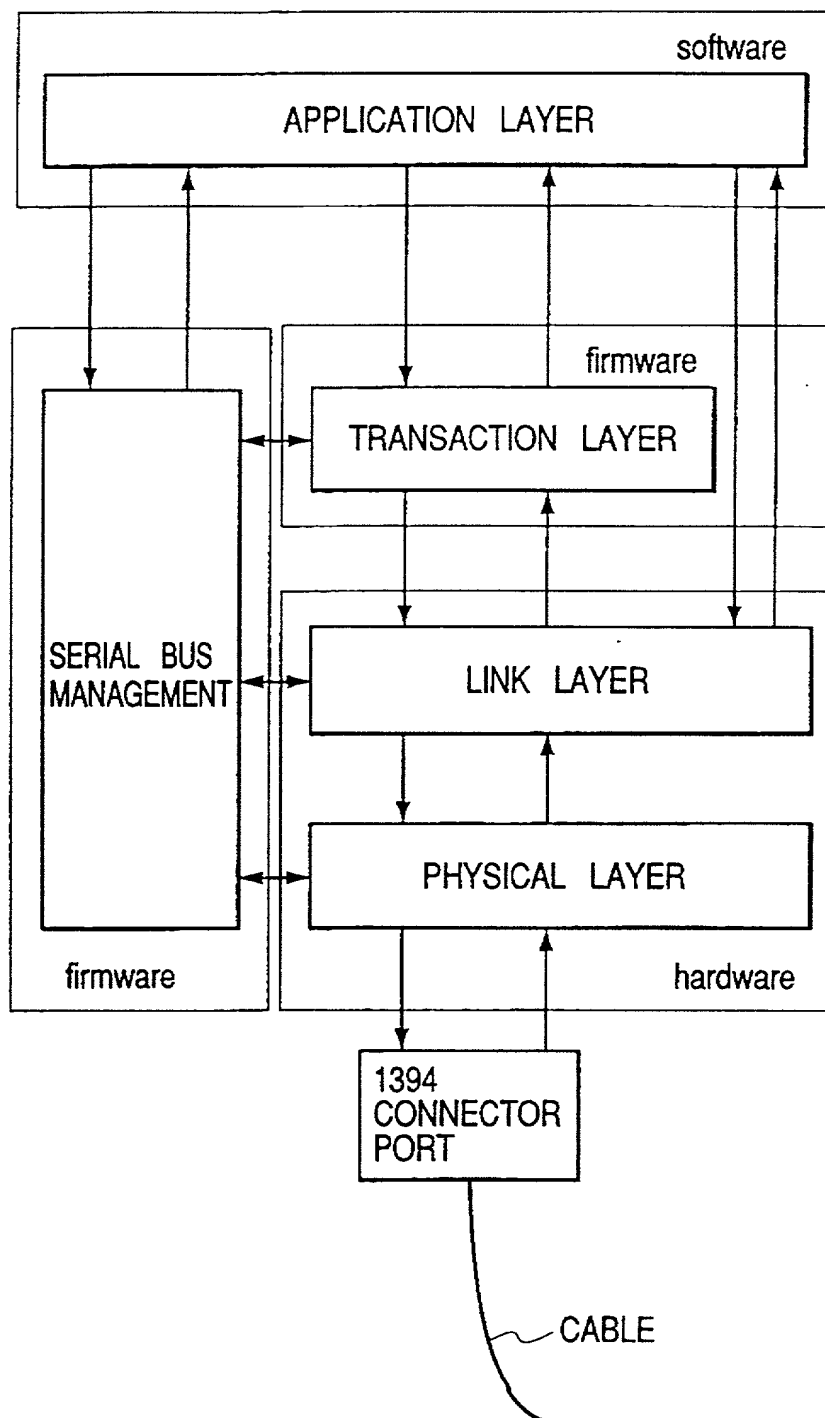 software
APPLICATION LAYER
firmware
TRANSACTION LAYER
SERIAL BUS
MANAGEMENT
LINK LAYER
PHYSICAL LAYER
firmware
hardware
1394
CONNECTOR
PORT
CABLE